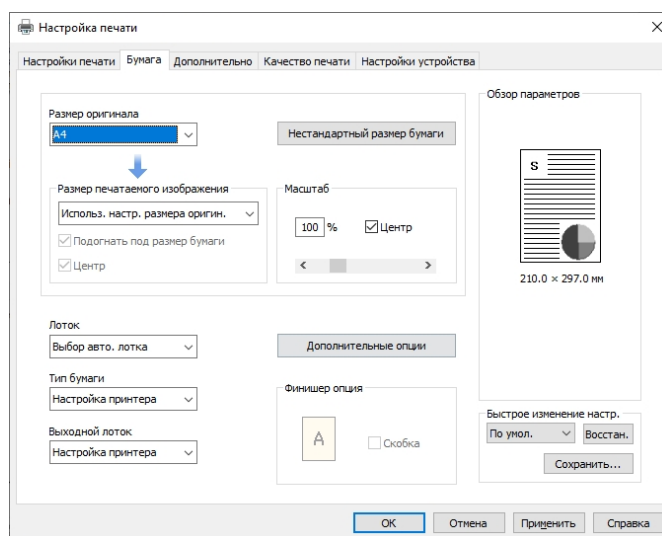 Настройка печати
Настройки печати Бумага Дополнительно Качество печати Настройки устройства
Размер оригинала
A4
Нестандартный размер бумаги
Размер печатаемого изображения
Использ. настр. размера оригин.
Подогнать под размер бумаги
Центр
Масштаб
100 %
Центр
Лоток
Выбор авто. лотка
Дополнительные опции
Тип бумаги
Настройка принтера
Выходной лоток
Настройка принтера
Финишер опция
A
Скобка
Обзор параметров
S
210.0 × 297.0 мм
Быстрое изменение настр.
По умол.
Восстан.
Сохранить...
ОК
Отмена
Применить
Справка